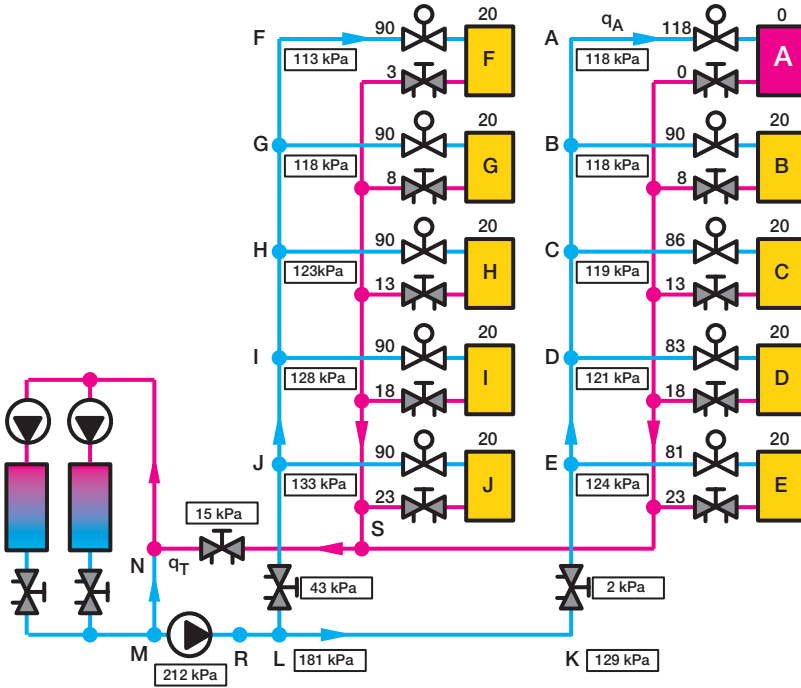 F 90 20
113 kPa F
3
G 90 20
118 kPa G
8
H 90 20
123kPa H
13
I 90 20
128 kPa I
18
J 90 20
133 kPa J
23
S
A qA 118 0
118 kPa A
0
B 90 20
118 kPa B
8
C 86 20
119 kPa C
13
D 83 20
121 kPa D
18
E 81 20
124 kPa E
23
15 kPa
N qT
43 kPa
2 kPa
M R L K
212 kPa
181 kPa
129 kPa